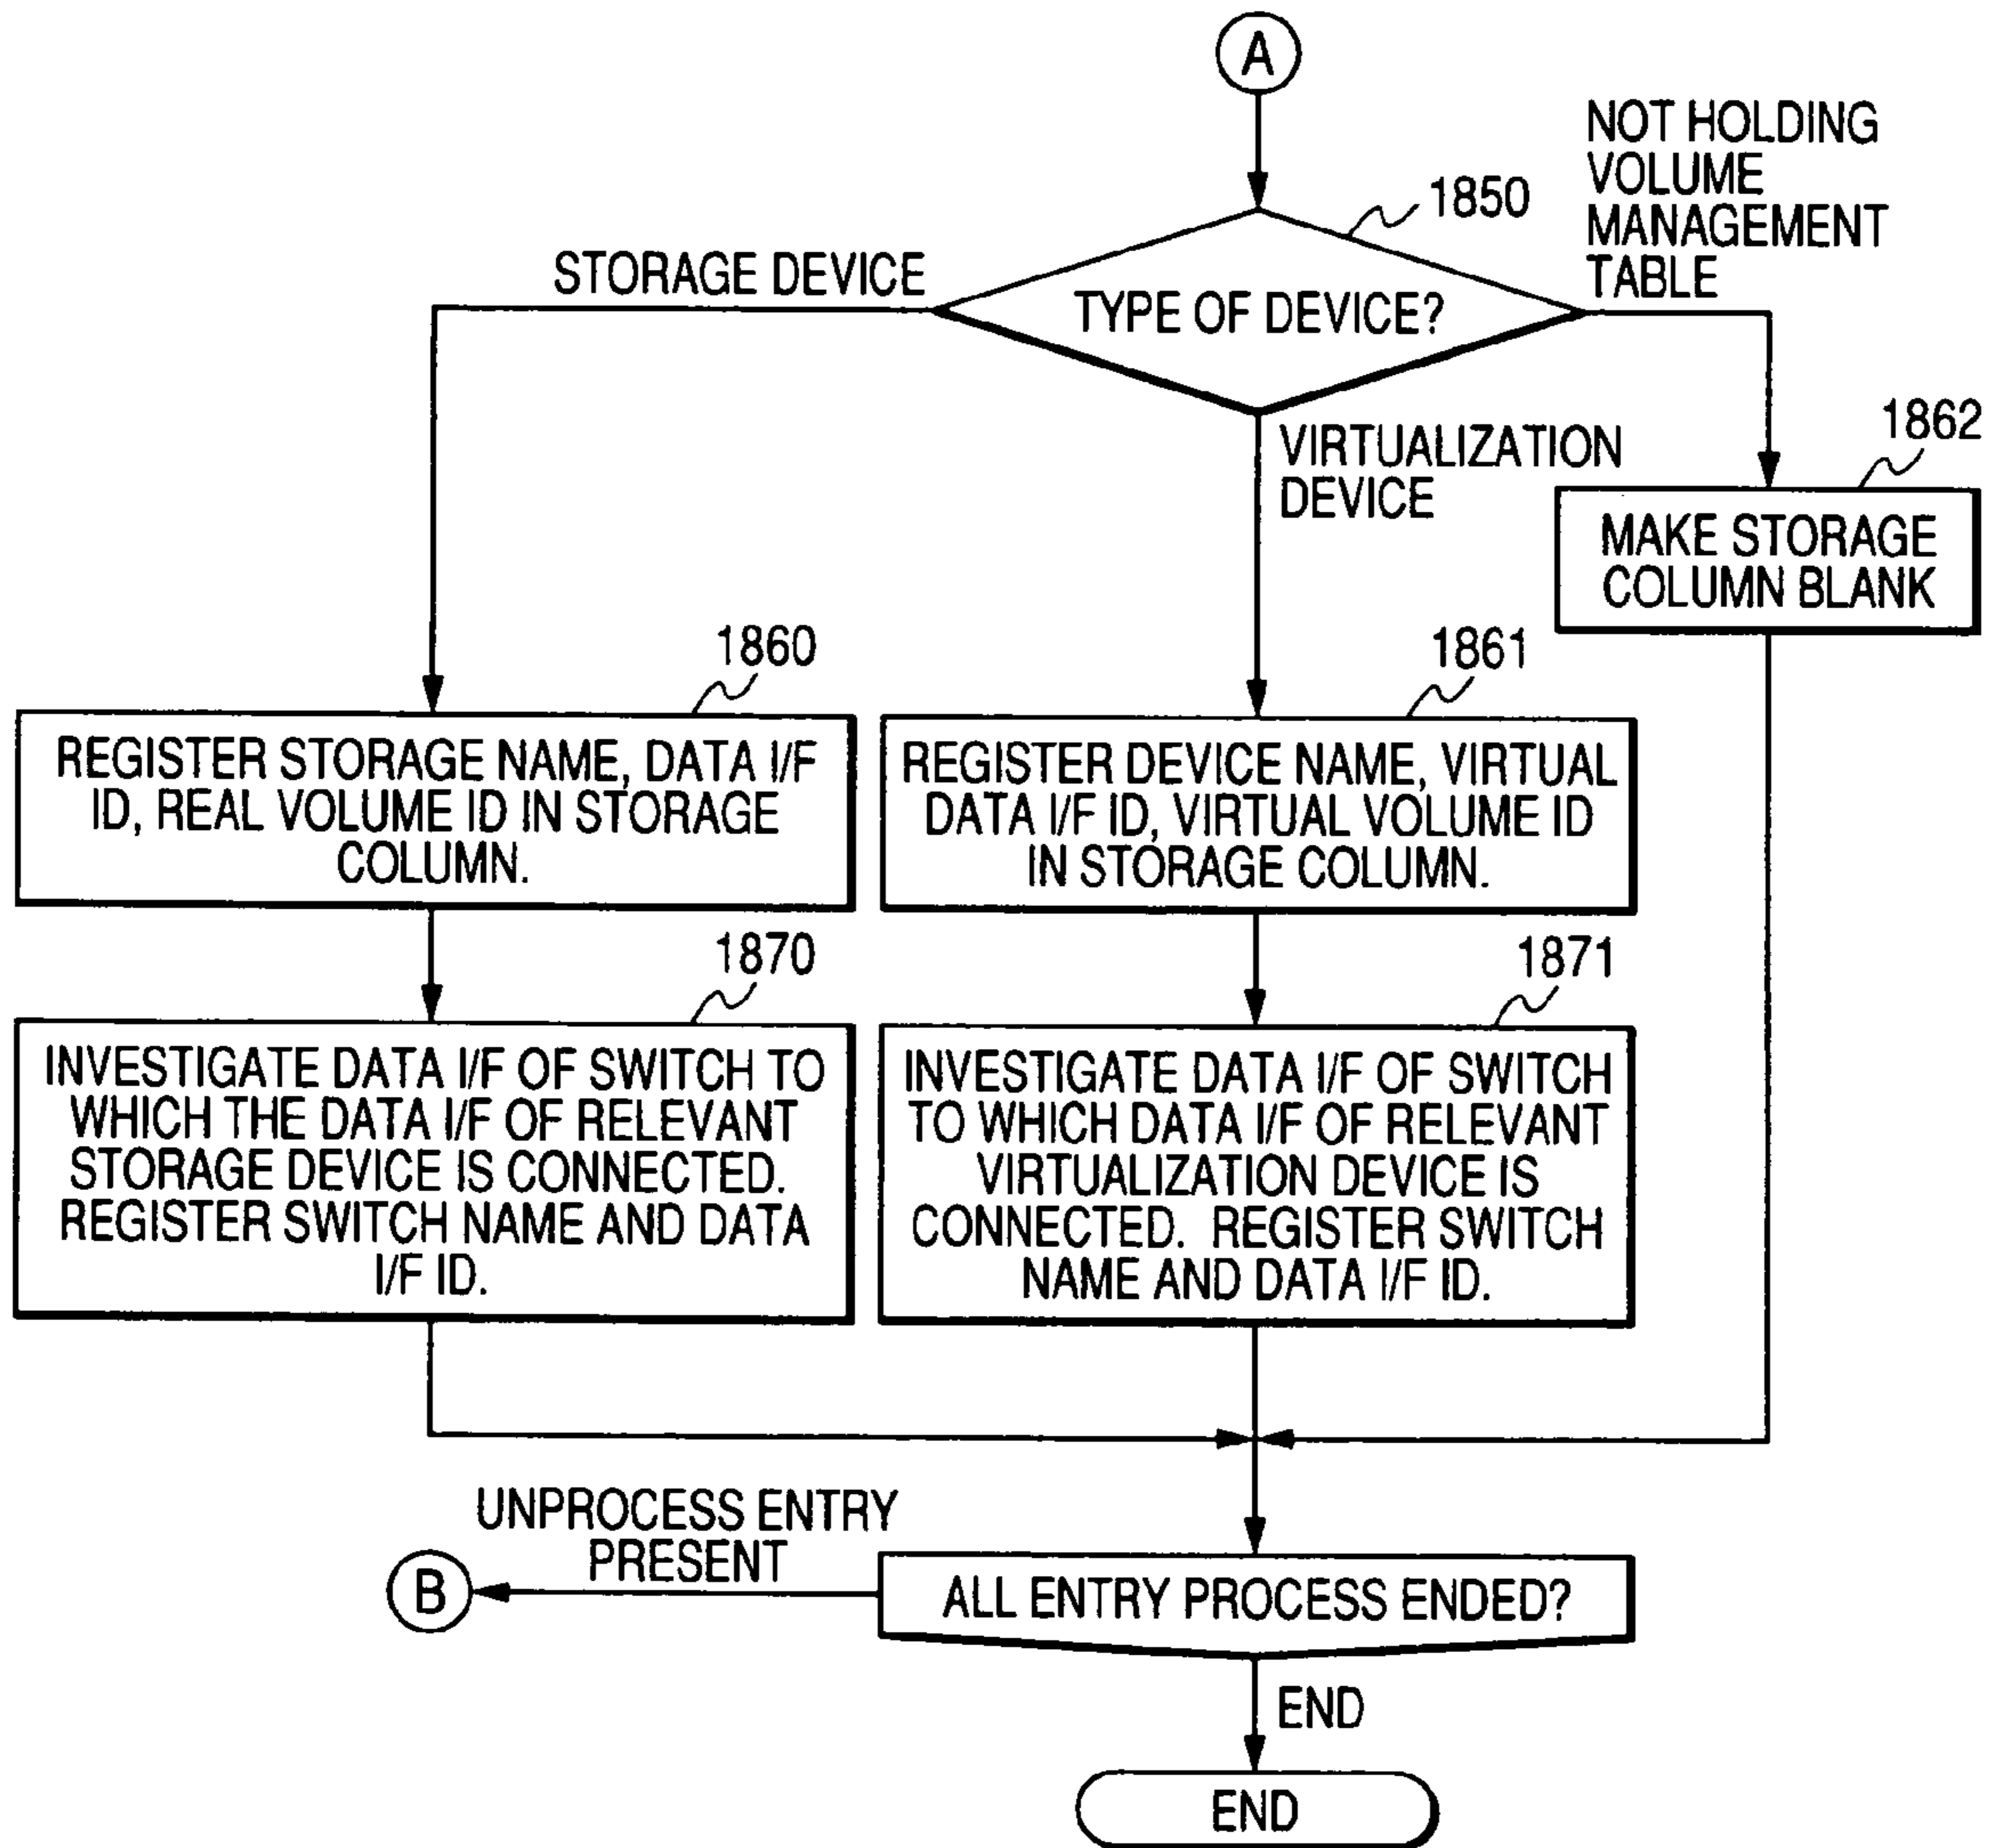 A
NOT HOLDING
VOLUME
MANAGEMENT
TABLE
1850
STORAGE DEVICE
TYPE OF DEVICE?
VIRTUALIZATION
DEVICE
1862
MAKE STORAGE
COLUMN BLANK
1860
REGISTER STORAGE NAME, DATA I/F
ID, REAL VOLUME ID IN STORAGE
COLUMN.
1861
REGISTER DEVICE NAME, VIRTUAL
DATA I/F ID, VIRTUAL VOLUME ID
IN STORAGE COLUMN.
1870
INVESTIGATE DATA I/F OF SWITCH TO
WHICH THE DATA I/F OF RELEVANT
STORAGE DEVICE IS CONNECTED.
REGISTER SWITCH NAME AND DATA
I/F ID.
1871
INVESTIGATE DATA I/F OF SWITCH
TO WHICH DATA I/F OF RELEVANT
VIRTUALIZATION DEVICE IS
CONNECTED. REGISTER SWITCH
NAME AND DATA I/F ID.
UNPROCESS ENTRY
PRESENT
B
ALL ENTRY PROCESS ENDED?
END
END